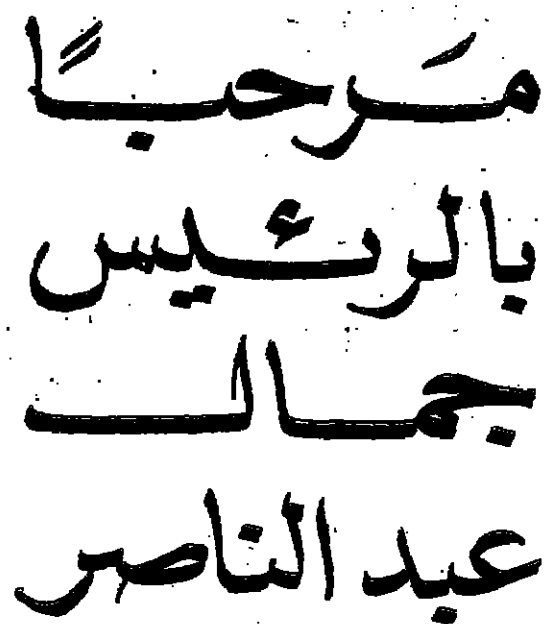 مَرحبًا
بالرئيس
جمال
عبد الناصر